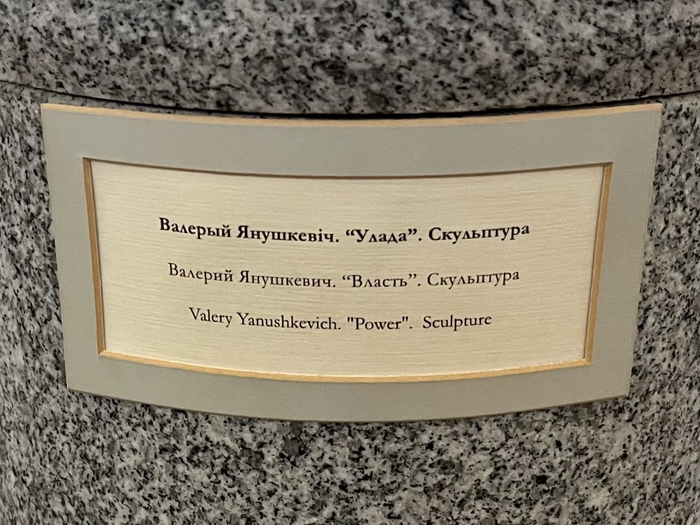 Валерый Янушкевіч. “Улада”. Скульптура
Валерий Янушкевич. “Власть”. Скульптура
Valery Yanushkevich. "Power". Sculpture